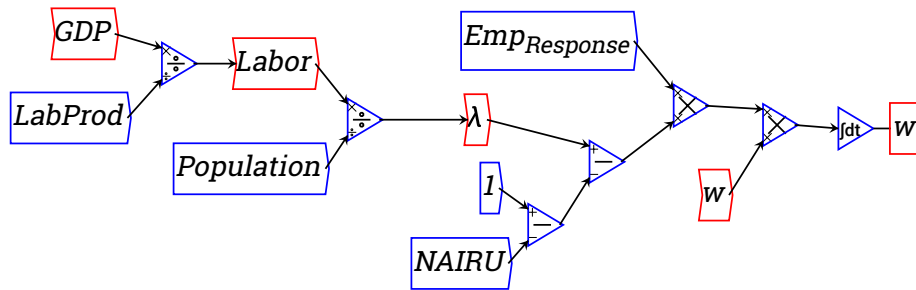 GDP
LabProd
× ÷ ÷
Labor
Population
× ÷ ÷
λ
1
NAIRU
+ − −
+ − −
Emp_Response
× × ×
w
× × ×
∫dt
w